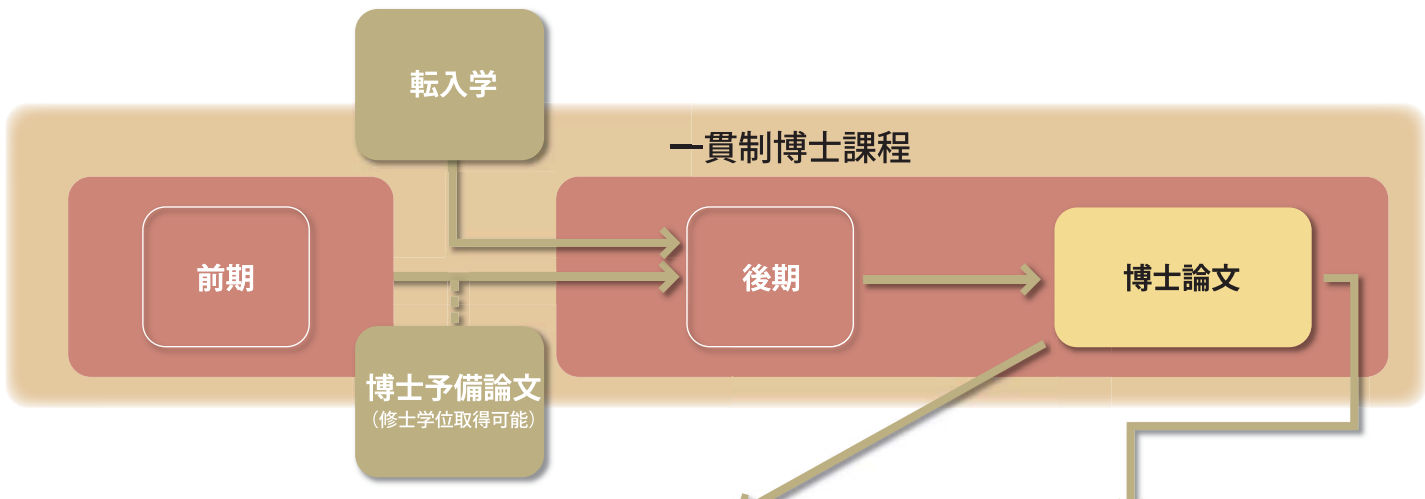 転入学
一貫制博士課程
前期
後期
博士論文
博士予備論文
（修士学位取得可能）